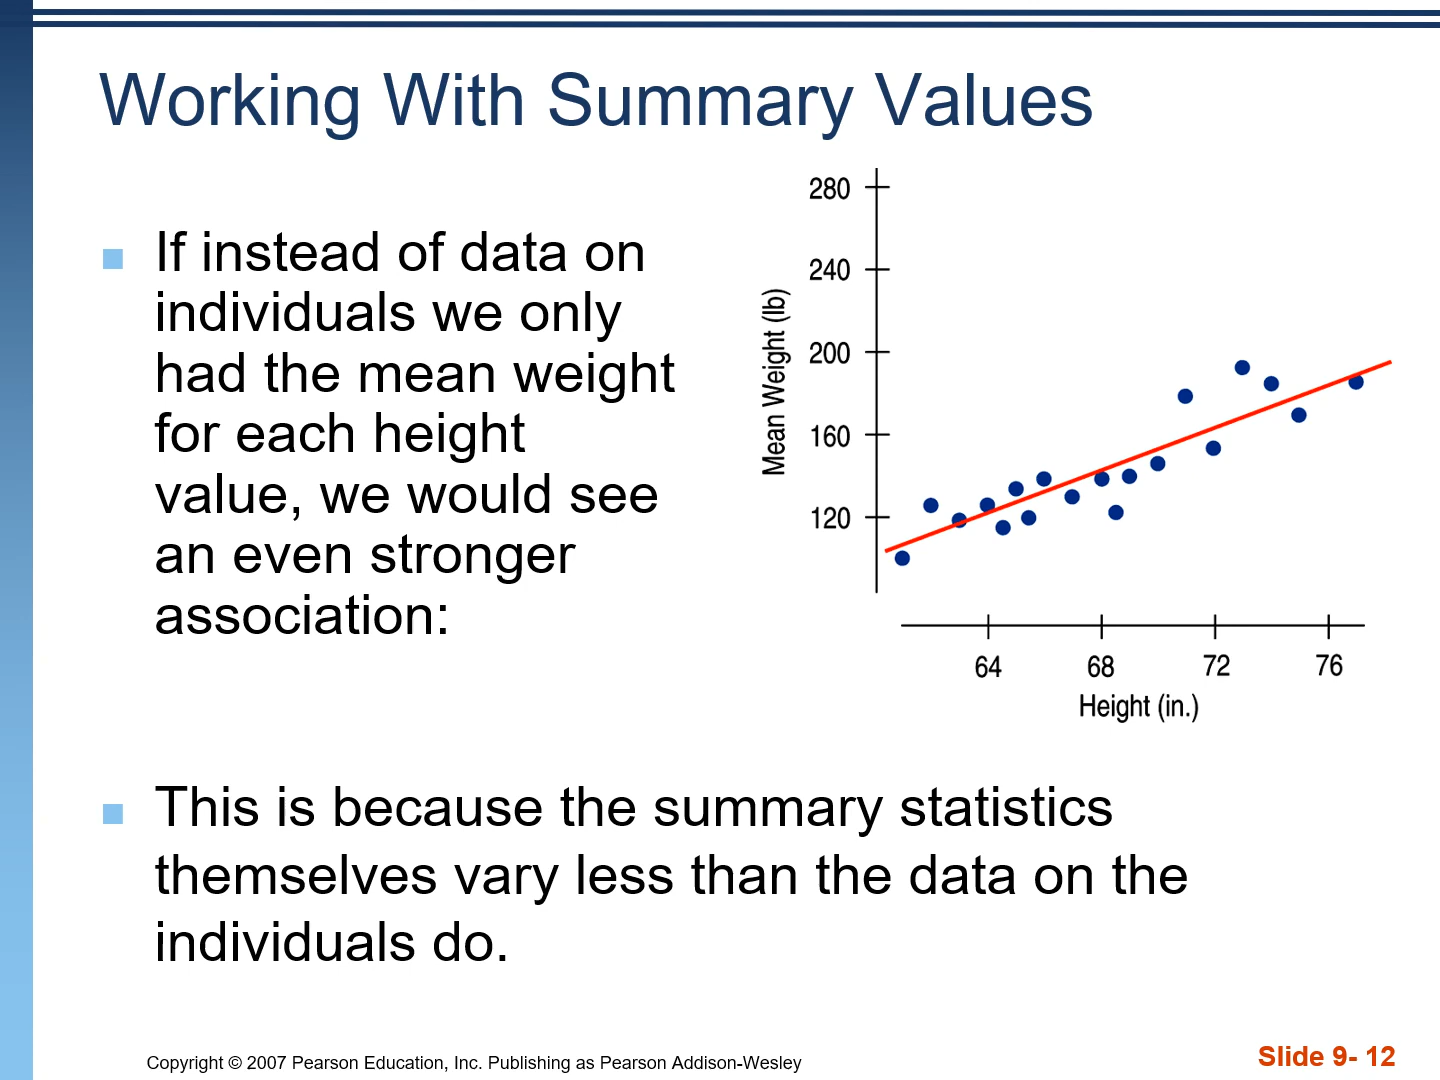 Working With Summary Values
If instead of data on
individuals we only
had the mean weight
for each height
value, we would see
an even stronger
association:
280
240
200
160
120
Mean Weight (lb)
64 68 72 76
Height (in.)
This is because the summary statistics
themselves vary less than the data on the
individuals do.
Copyright © 2007 Pearson Education, Inc. Publishing as Pearson Addison-Wesley
Slide 9- 12